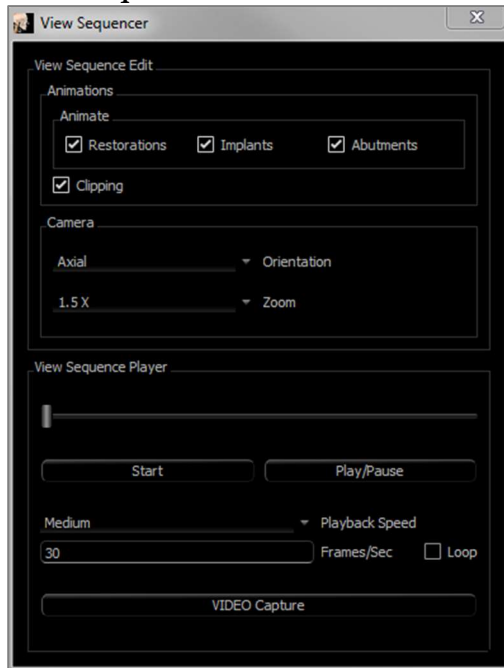 View Sequencer
View Sequence Edit
Animations
Animate
Restorations Implants Abutments
Clipping
Camera
Axial Orientation
1.5 X Zoom
View Sequence Player
Start Play/Pause
Medium Playback Speed
30 Frames/Sec Loop
VIDEO Capture